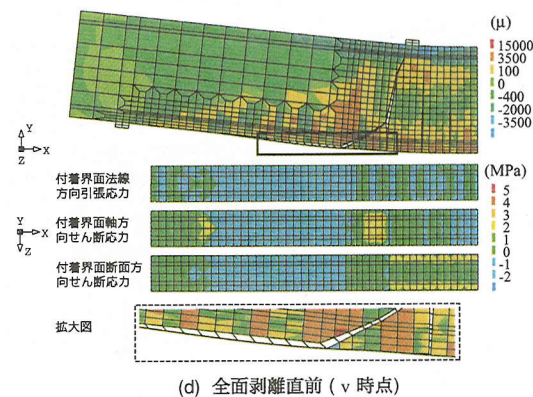 (μ)
15000
3500
100
0
-400
-2000
-3500
Y
Z X
付着界面法線
方向引張応力
(MPa)
5
4
3
2
1
0
-1
-2
付着界面軸方
向せん断応力
Y
X
Z
付着界面断面方
向せん断応力
拡大図
(d) 全面剥離直前 ( v 時点)